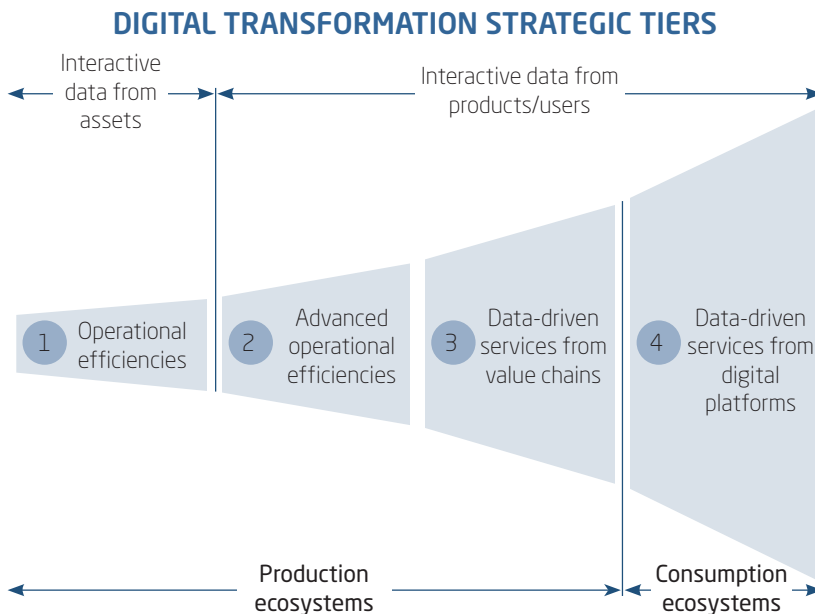 DIGITAL TRANSFORMATION STRATEGIC TIERS
Interactive
data from
assets
Interactive data from
products/users
1
Operational
efficiencies
2
Advanced
operational
efficiencies
3
Data-driven
services from
value chains
4
Data-driven
services from
digital
platforms
Production
ecosystems
Consumption
ecosystems